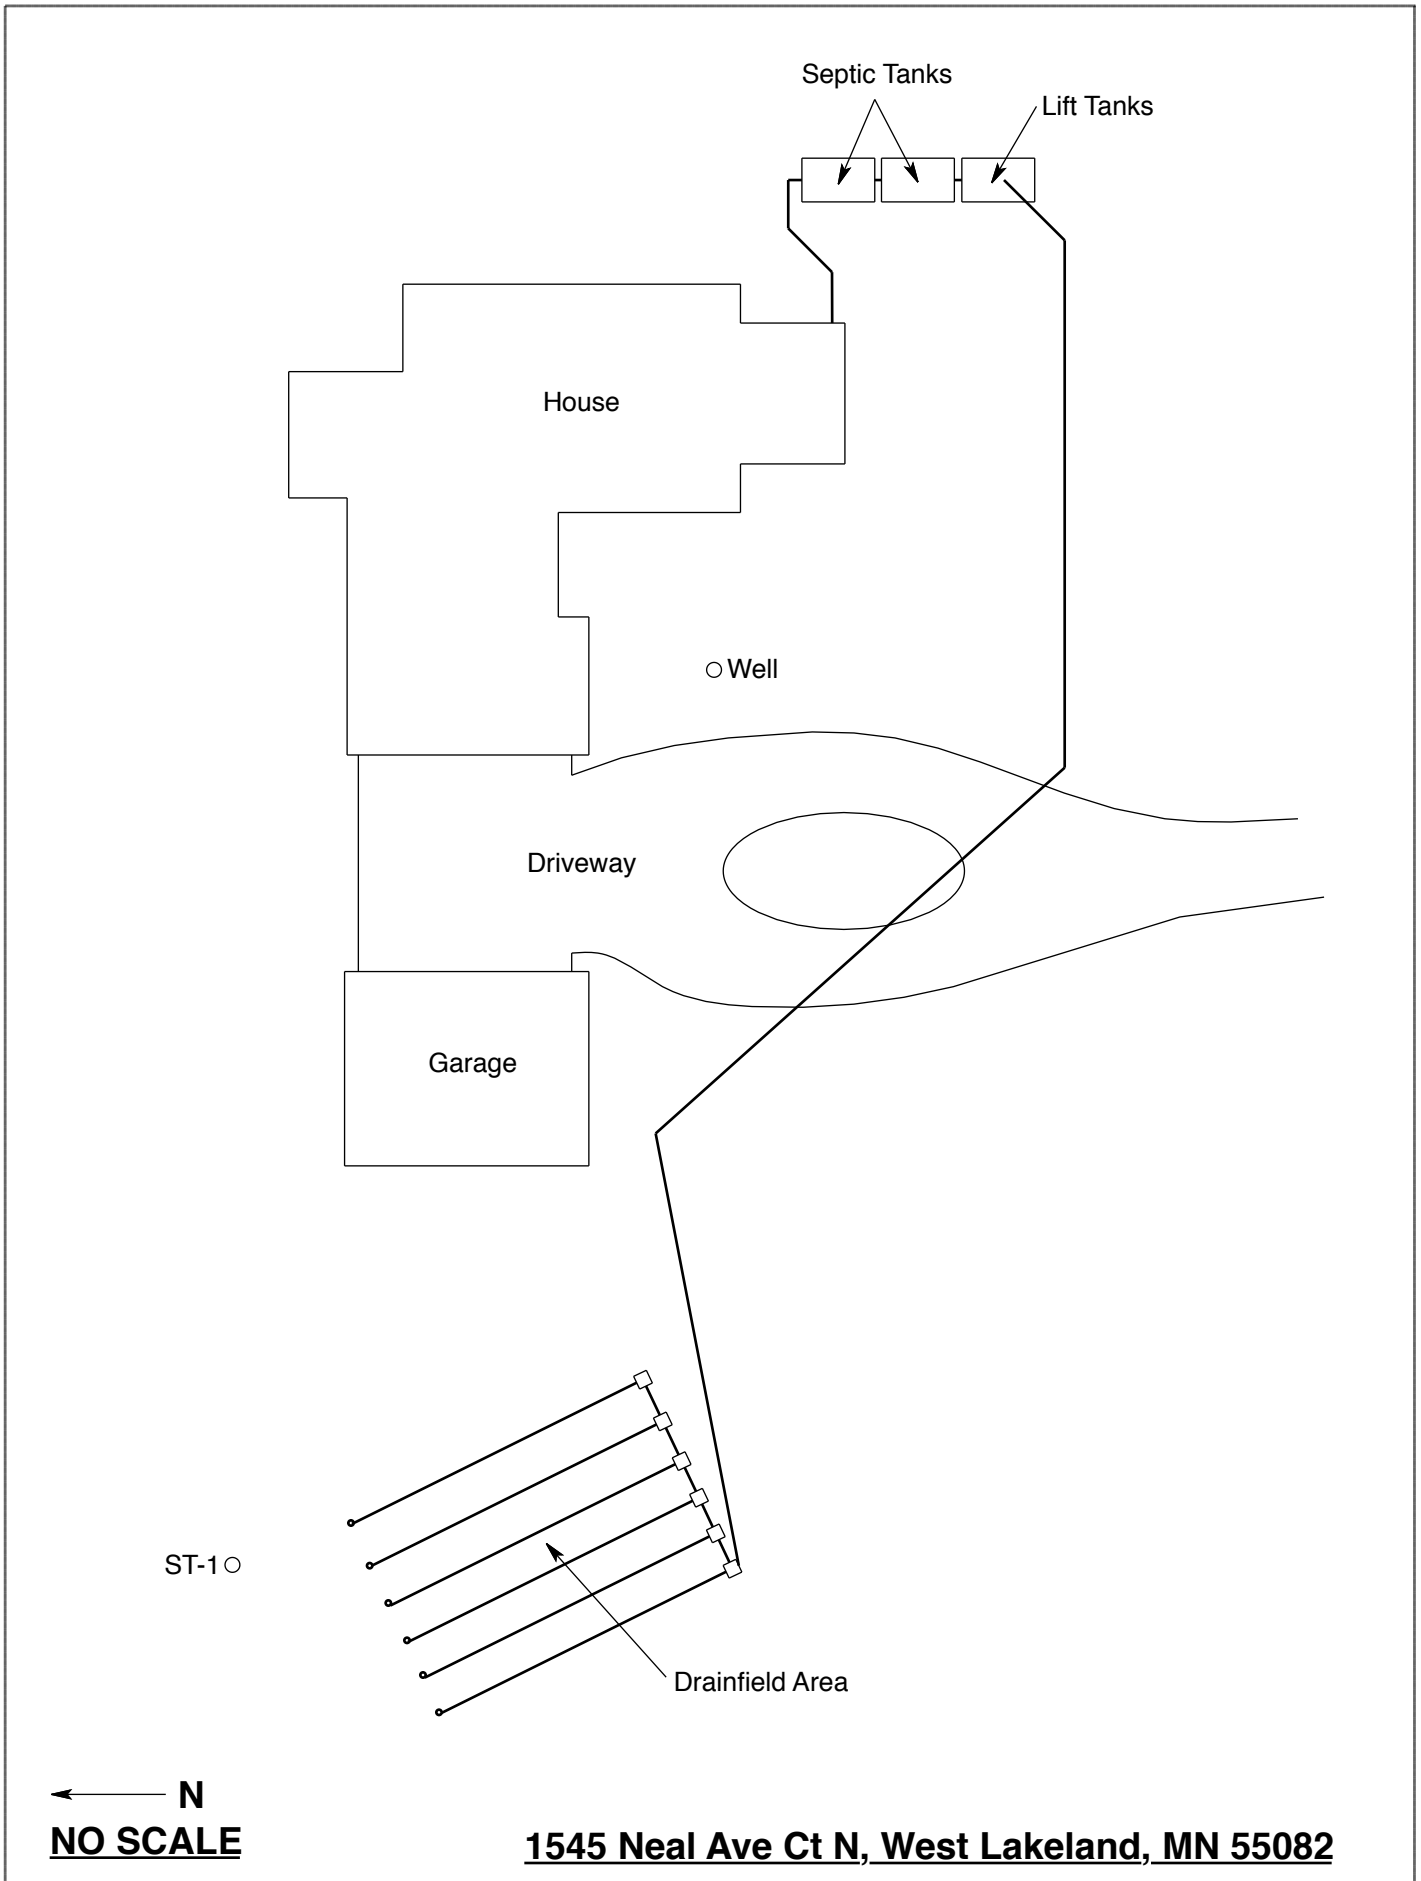 Septic Tanks
Lift Tanks
House
Well
Driveway
Garage
ST-1
Drainfield Area
N
NO SCALE
1545 Neal Ave Ct N, West Lakeland, MN 55082